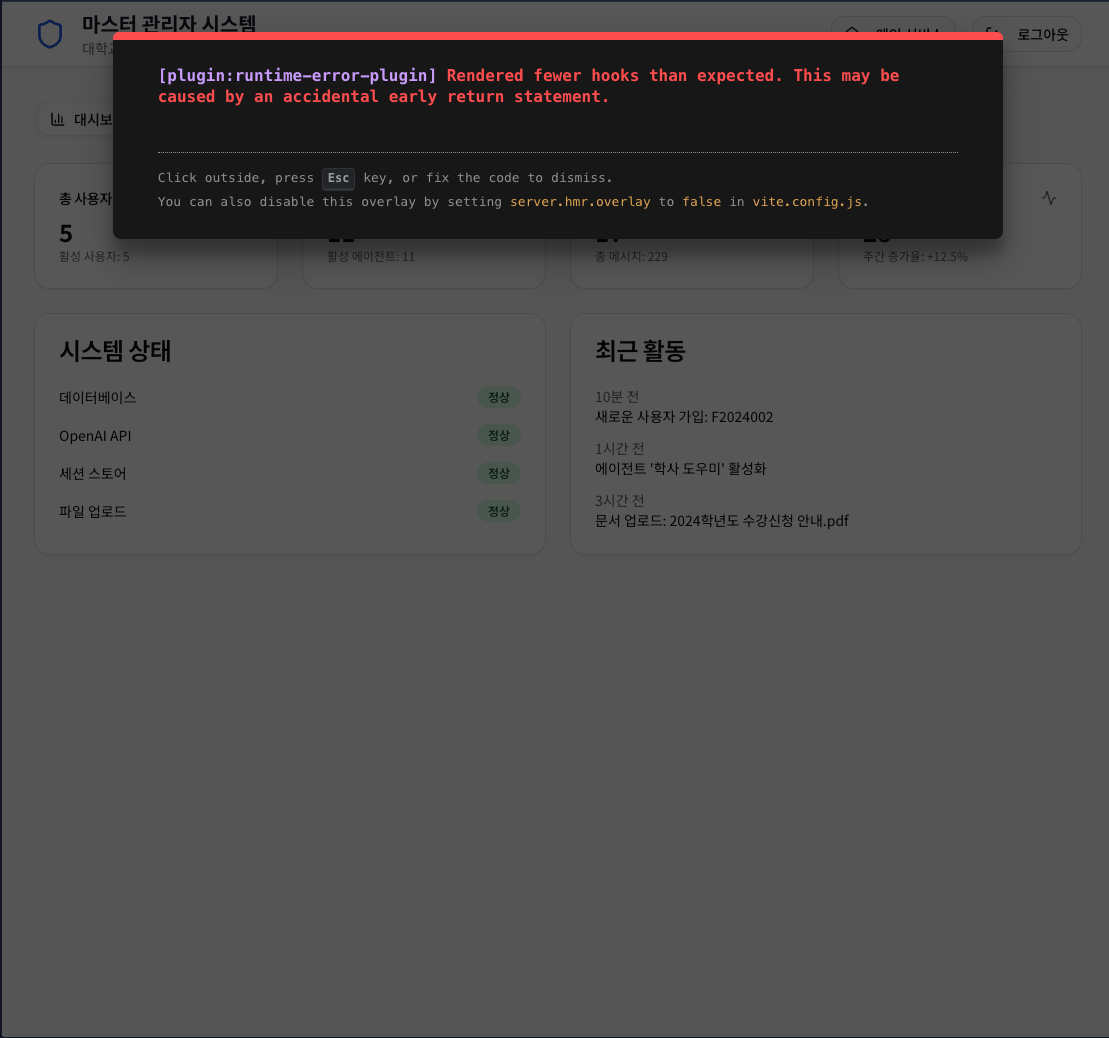 마스터 관리자 시스템
대학교
로그아웃
[plugin:runtime-error-plugin] Rendered fewer hooks than expected. This may be
caused by an accidental early return statement.
Click outside, press Esc key, or fix the code to dismiss.
You can also disable this overlay by setting server.hmr.overlay to false in vite.config.js.
대시보
총 사용자
5
활성 사용자: 5
활성 에이전트: 11
총 메시지: 229
주간 증가율: +12.5%
시스템 상태
데이터베이스 정상
OpenAI API 정상
세션 스토어 정상
파일 업로드 정상
최근 활동
10분 전
새로운 사용자 가입: F2024002
1시간 전
에이전트 '학사 도우미' 활성화
3시간 전
문서 업로드: 2024학년도 수강신청 안내.pdf